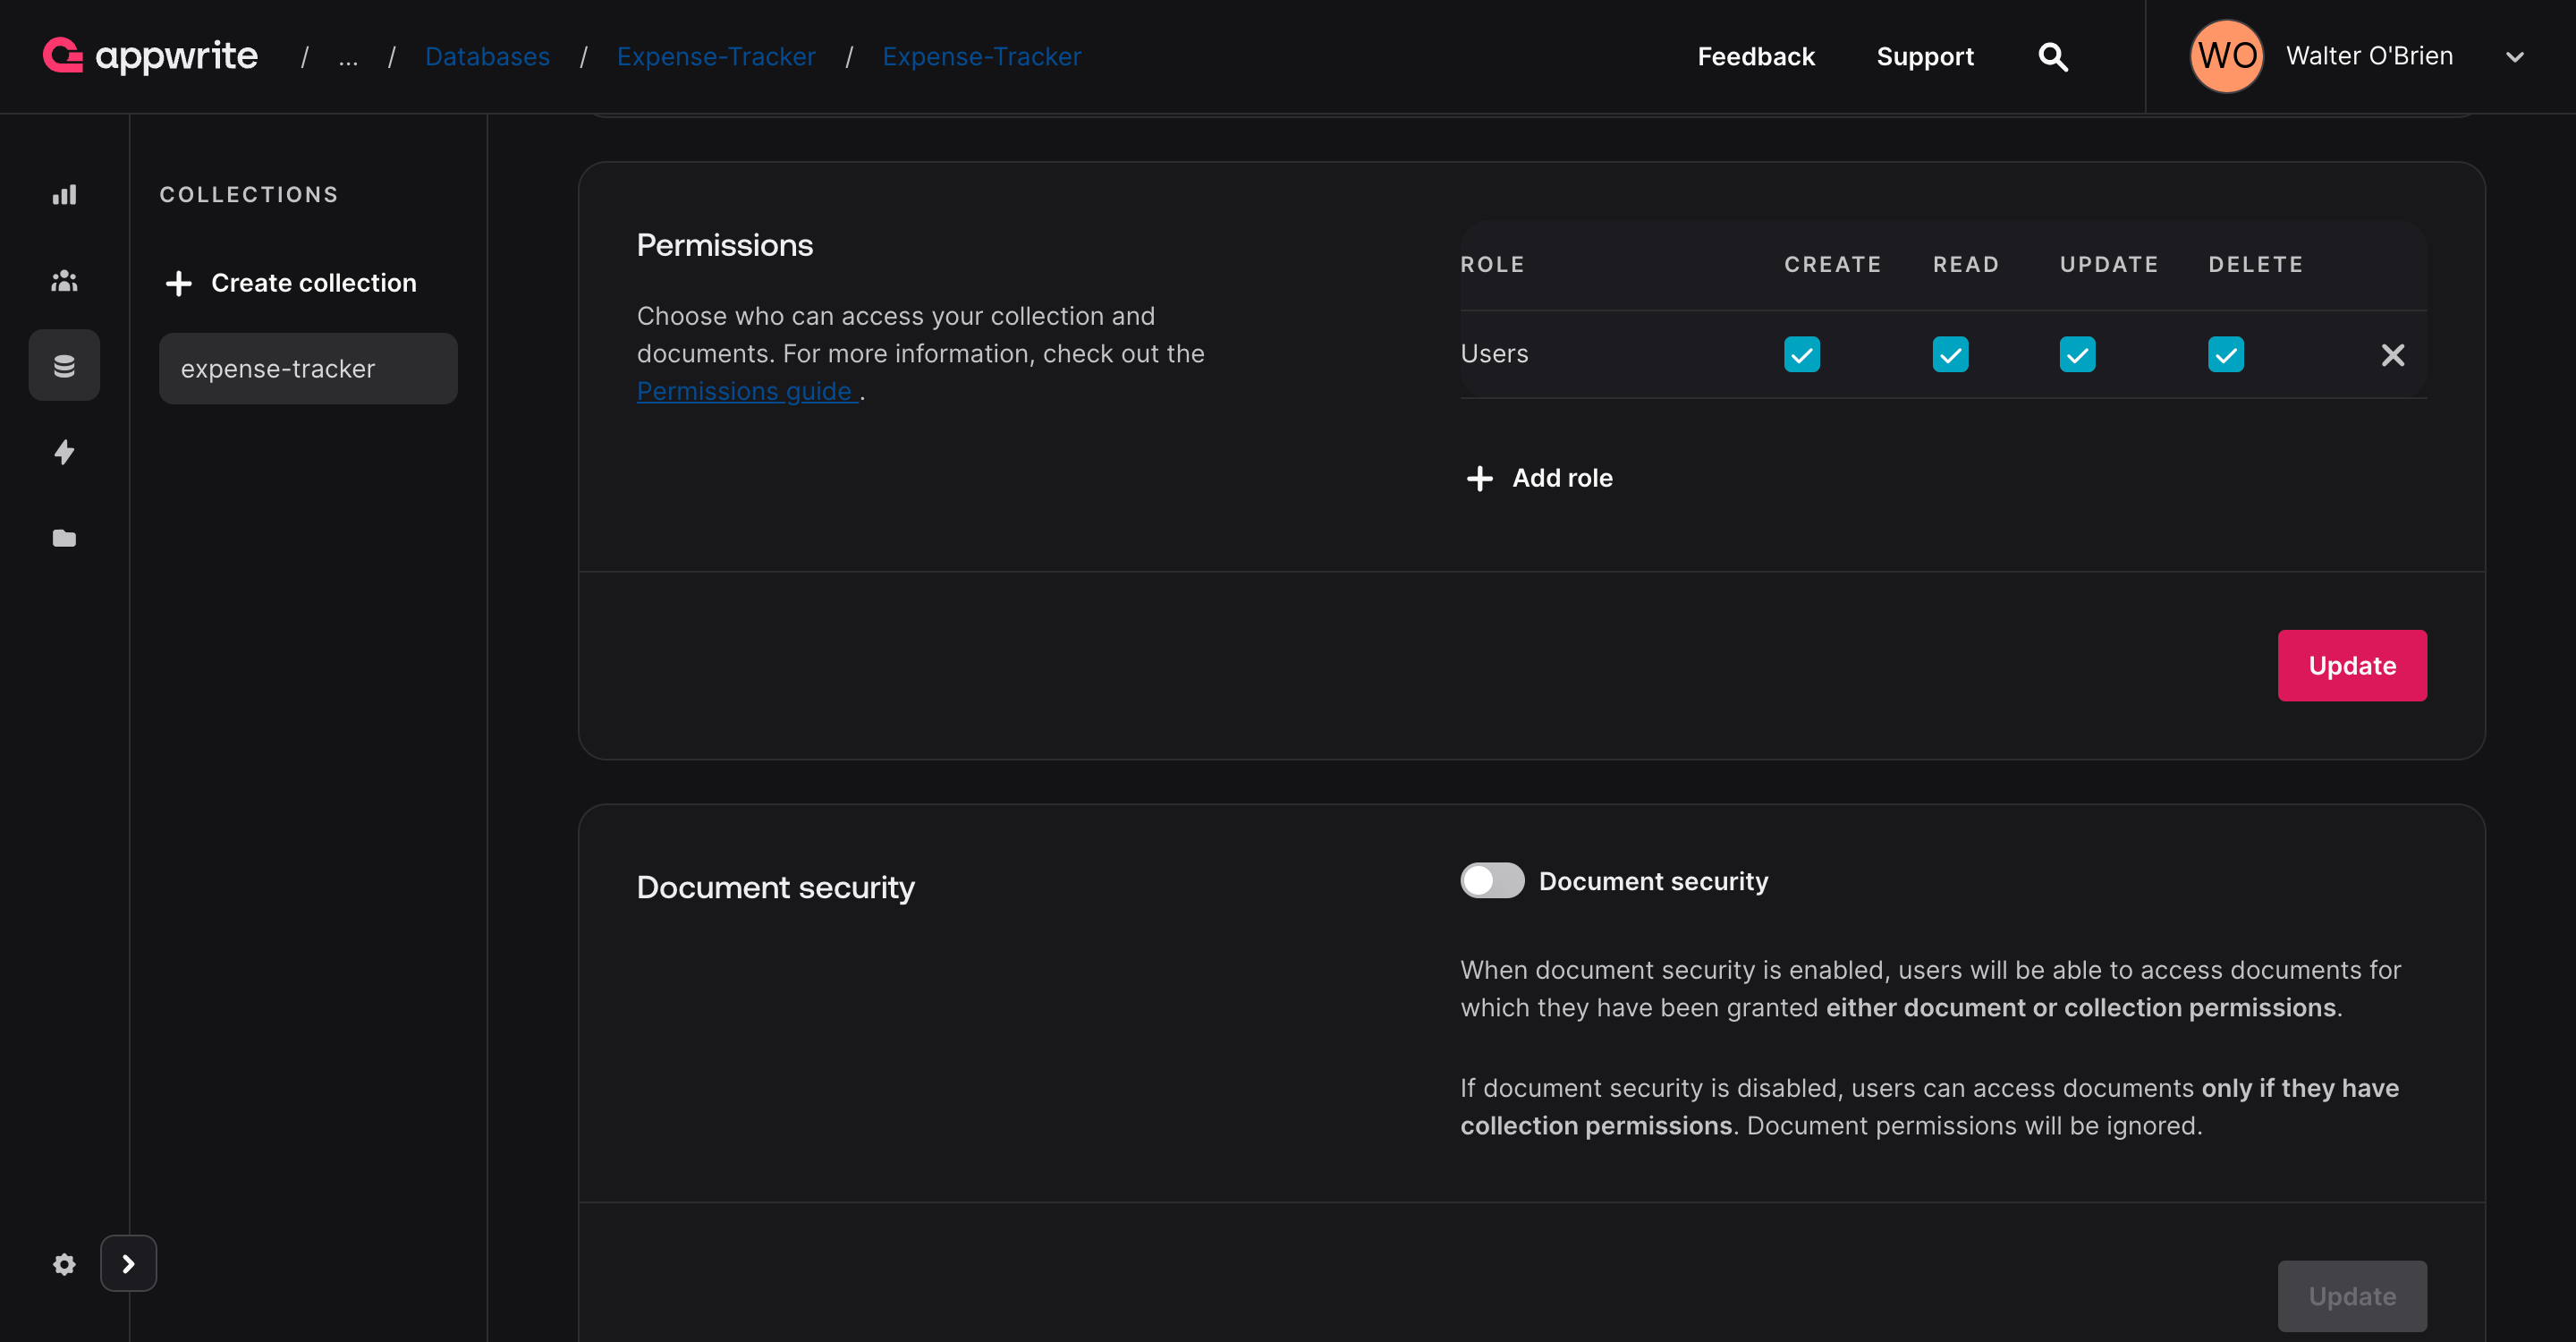 appwrite / ... / Databases / Expense-Tracker / Expense-Tracker
Feedback Support WO Walter O'Brien
COLLECTIONS
Create collection
expense-tracker
Permissions
Choose who can access your collection and
documents. For more information, check out the
Permissions guide .
ROLE CREATE READ UPDATE DELETE
Users
Add role
Update
Document security
Document security
When document security is enabled, users will be able to access documents for
which they have been granted either document or collection permissions.
If document security is disabled, users can access documents only if they have
collection permissions. Document permissions will be ignored.
Update